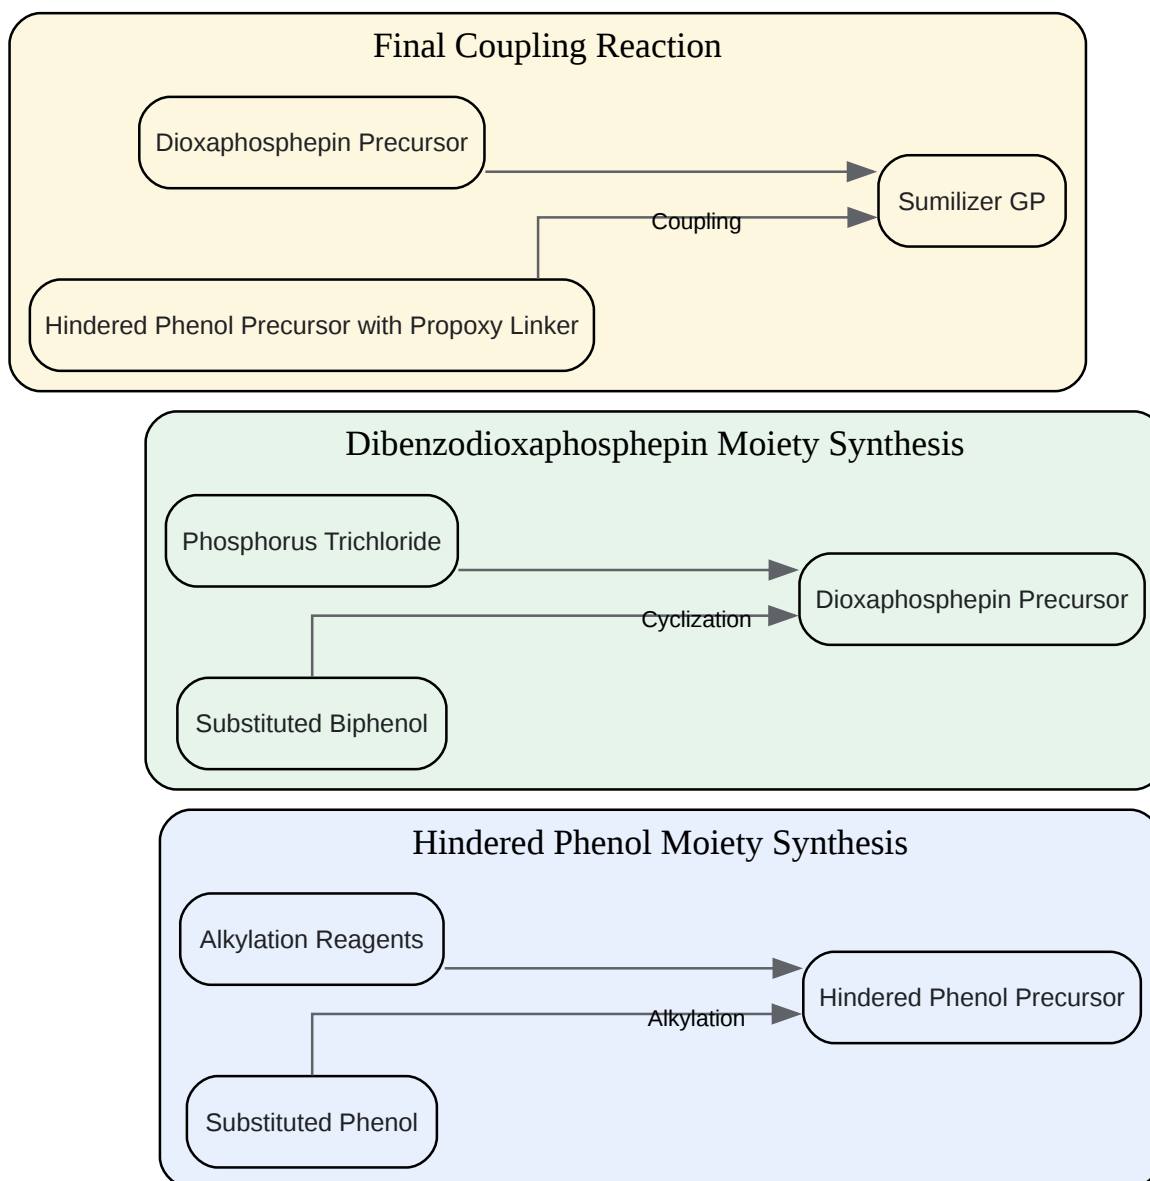 Final Coupling Reaction
Dioxaphosphepin Precursor
Sumilizer GP
Coupling
Hindered Phenol Precursor with Propoxy Linker
Dibenzodioxaphosphepin Moiety Synthesis
Phosphorus Trichloride
Dioxaphosphepin Precursor
Cyclization
Substituted Biphenol
Hindered Phenol Moiety Synthesis
Alkylation Reagents
Hindered Phenol Precursor
Alkylation
Substituted Phenol